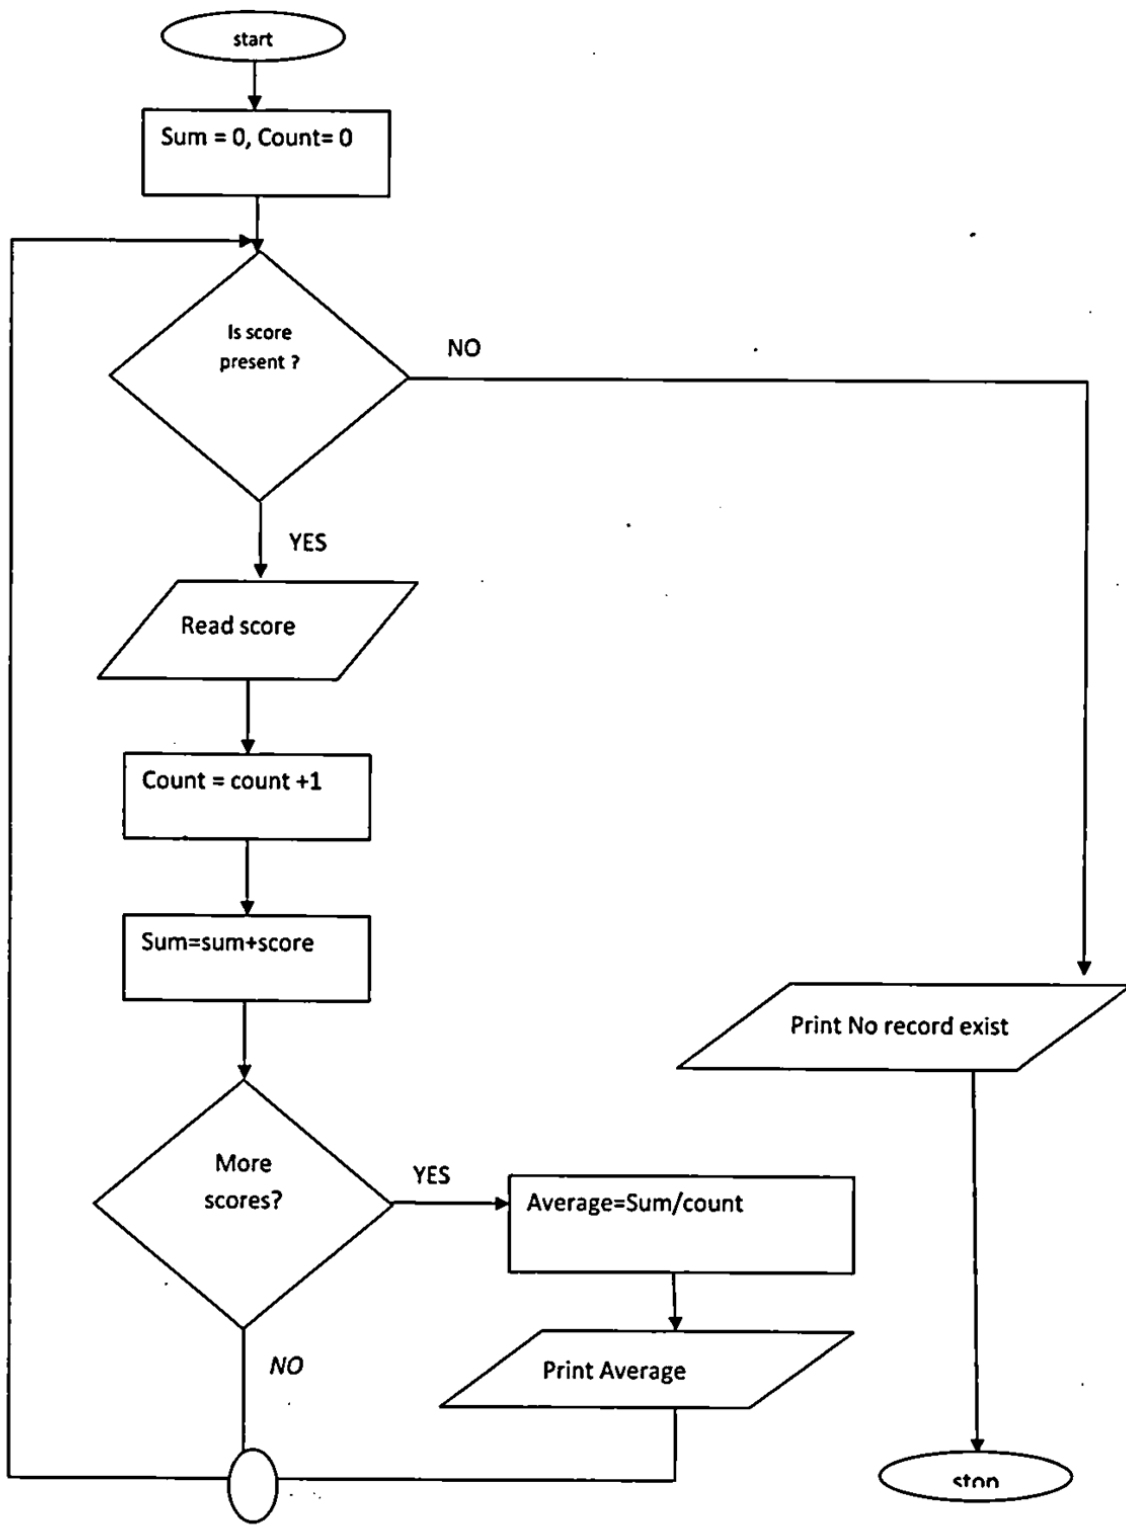 start
Sum = 0, Count= 0
Is score
present ?
NO
YES
Read score
Count = count +1
Sum=sum+score
Print No record exist
More
scores?
YES
Average=Sum/count
NO
Print Average
stop